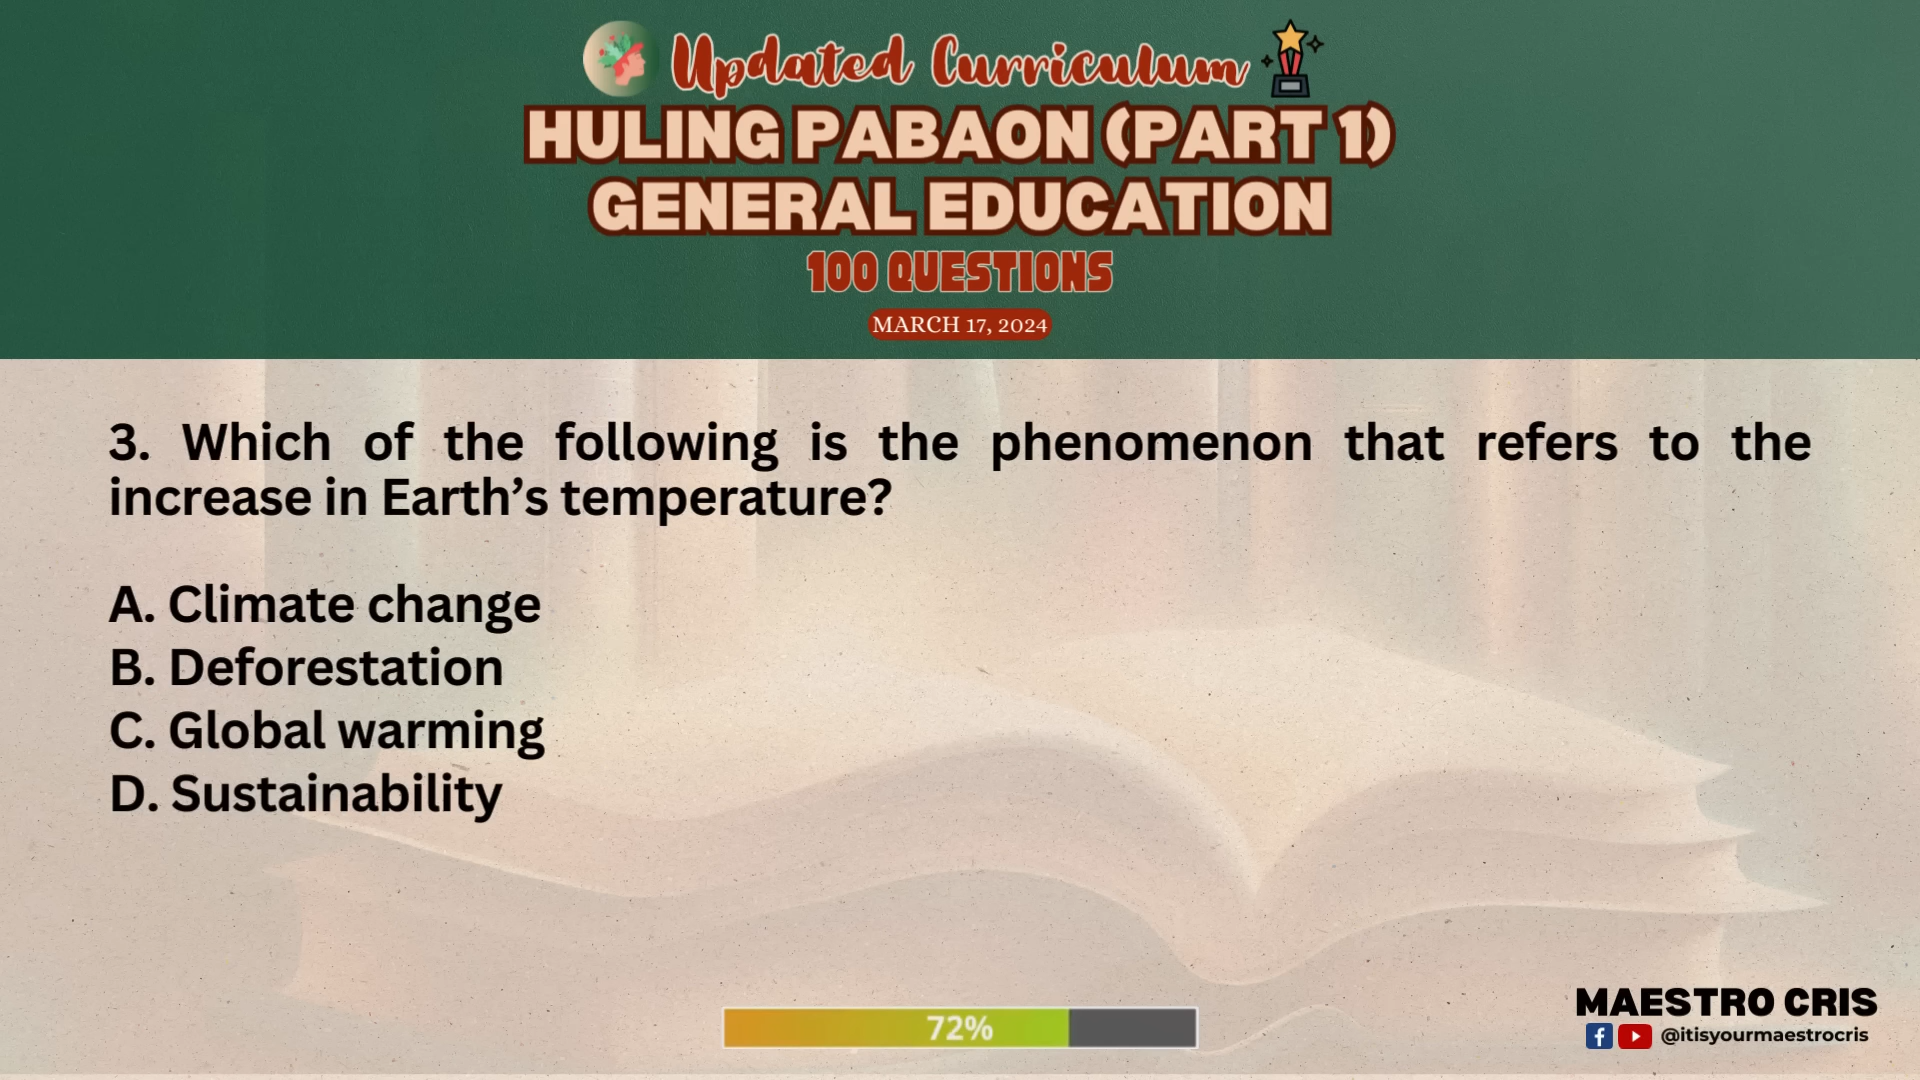 Updated Curriculum
HULING PABAON (PART 1)
GENERAL EDUCATION
100 QUESTIONS
MARCH 17, 2024
3. Which of the following is the phenomenon that refers to the
increase in Earth’s temperature?
A. Climate change
B. Deforestation
C. Global warming
D. Sustainability
72%
MAESTRO CRIS
@itisyourmaestrocris